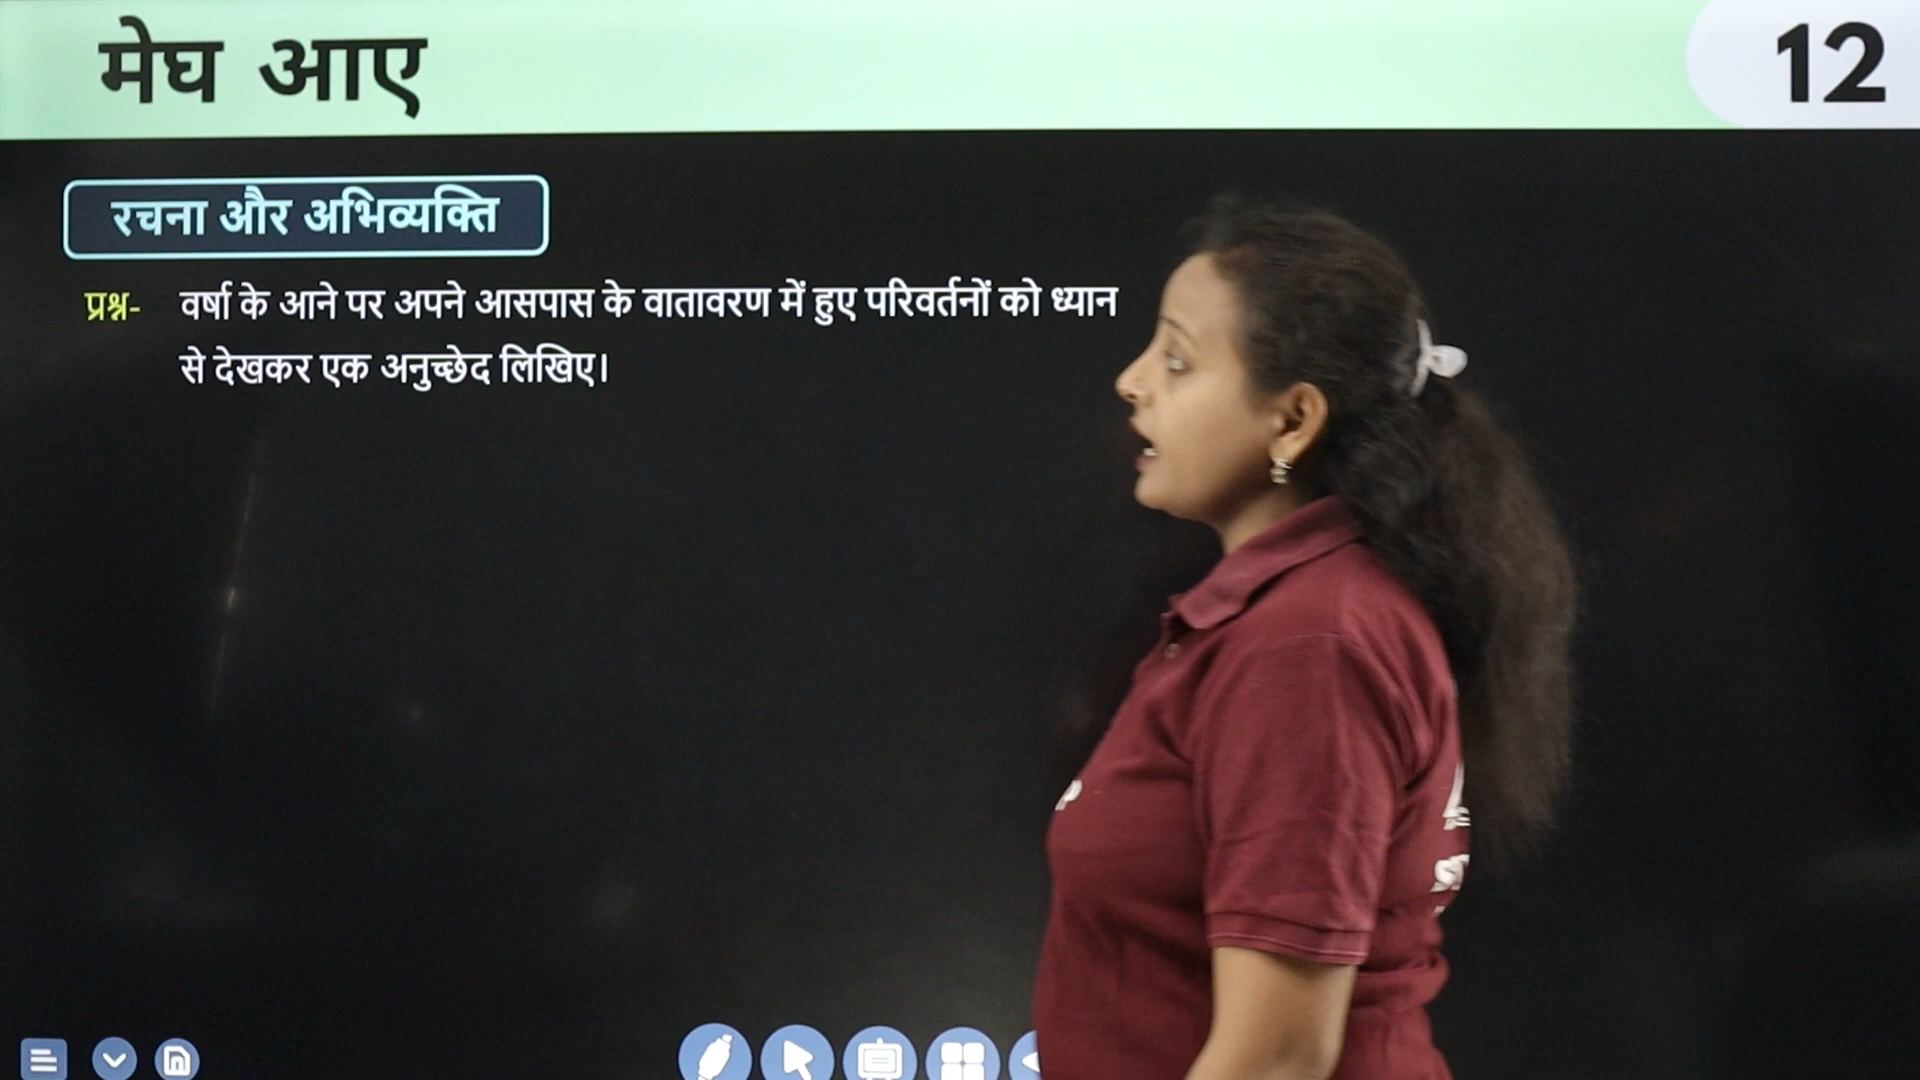 मेघ आए
12
रचना और अभिव्यक्ति
प्रश्न- वर्षा के आने पर अपने आसपास के वातावरण में हुए परिवर्तनों को ध्यान
से देखकर एक अनुच्छेद लिखिए।